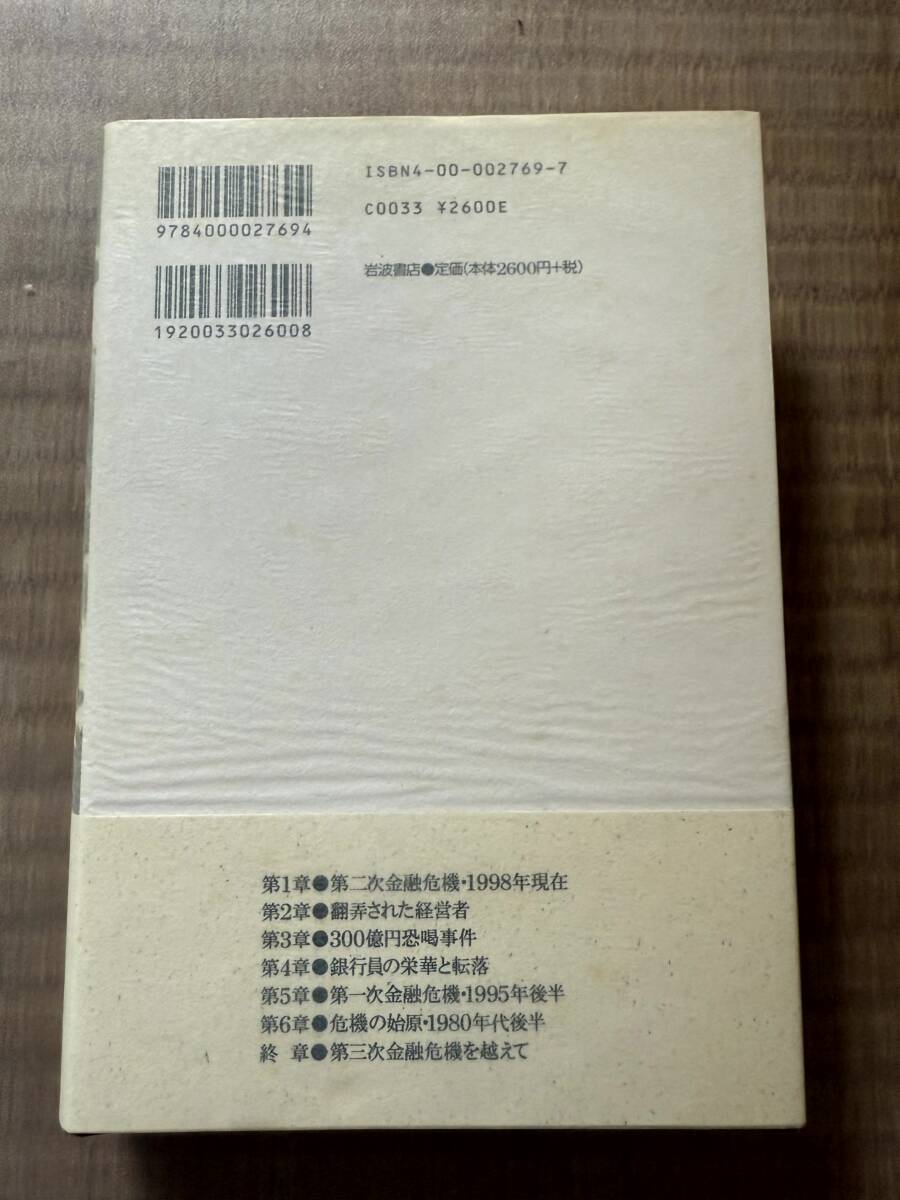 ISBN4-00-002769-7
C0033 ¥2600E
9784000027694
岩波書店●定価(本体2600円+税)
1920033026008
第1章●第二次金融危機・1998年現在
第2章●翻弄された経営者
第3章●300億円恐喝事件
第4章●銀行員の栄華と転落
第5章●第一次金融危機・1995年後半
第6章●危機の始原・1980年代後半
終 章●第三次金融危機を越えて